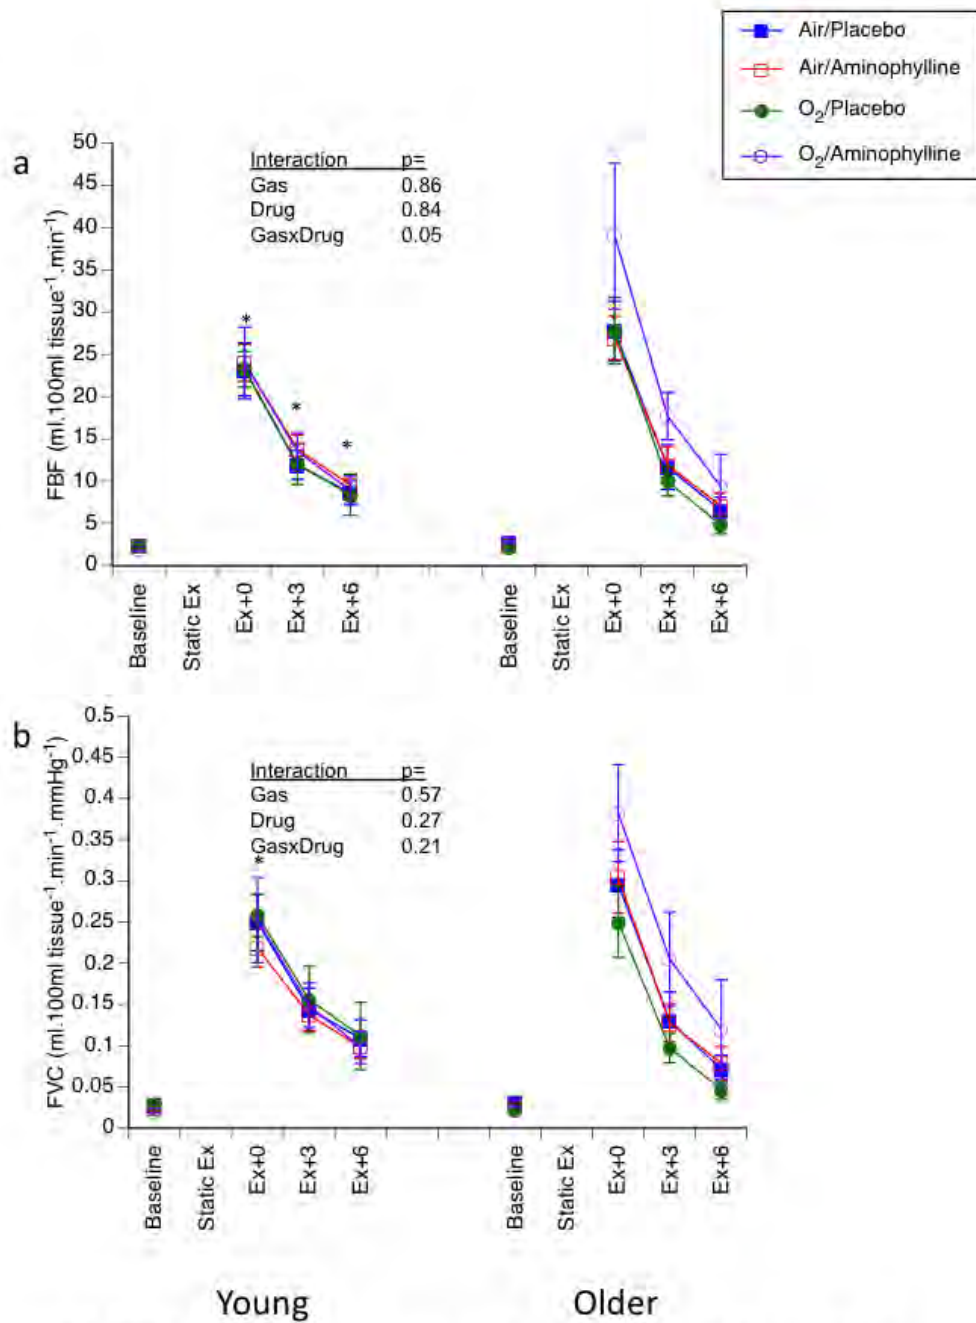 Air/Placebo
Air/Aminophylline
O₂/Placebo
O₂/Aminophylline
a
FBF (ml.100ml tissue⁻¹.min⁻¹)
50
45
40
35
30
25
20
15
10
5
0
Interaction p=
Gas 0.86
Drug 0.84
GasxDrug 0.05
*
*
*
Baseline
Static Ex
Ex+0
Ex+3
Ex+6
Baseline
Static Ex
Ex+0
Ex+3
Ex+6
b
FVC (ml.100ml tissue⁻¹.min⁻¹.mmHg⁻¹)
0.5
0.45
0.4
0.35
0.3
0.25
0.2
0.15
0.1
0.05
0
Interaction p=
Gas 0.57
Drug 0.27
GasxDrug 0.21
*
Baseline
Static Ex
Ex+0
Ex+3
Ex+6
Baseline
Static Ex
Ex+0
Ex+3
Ex+6
Young Older